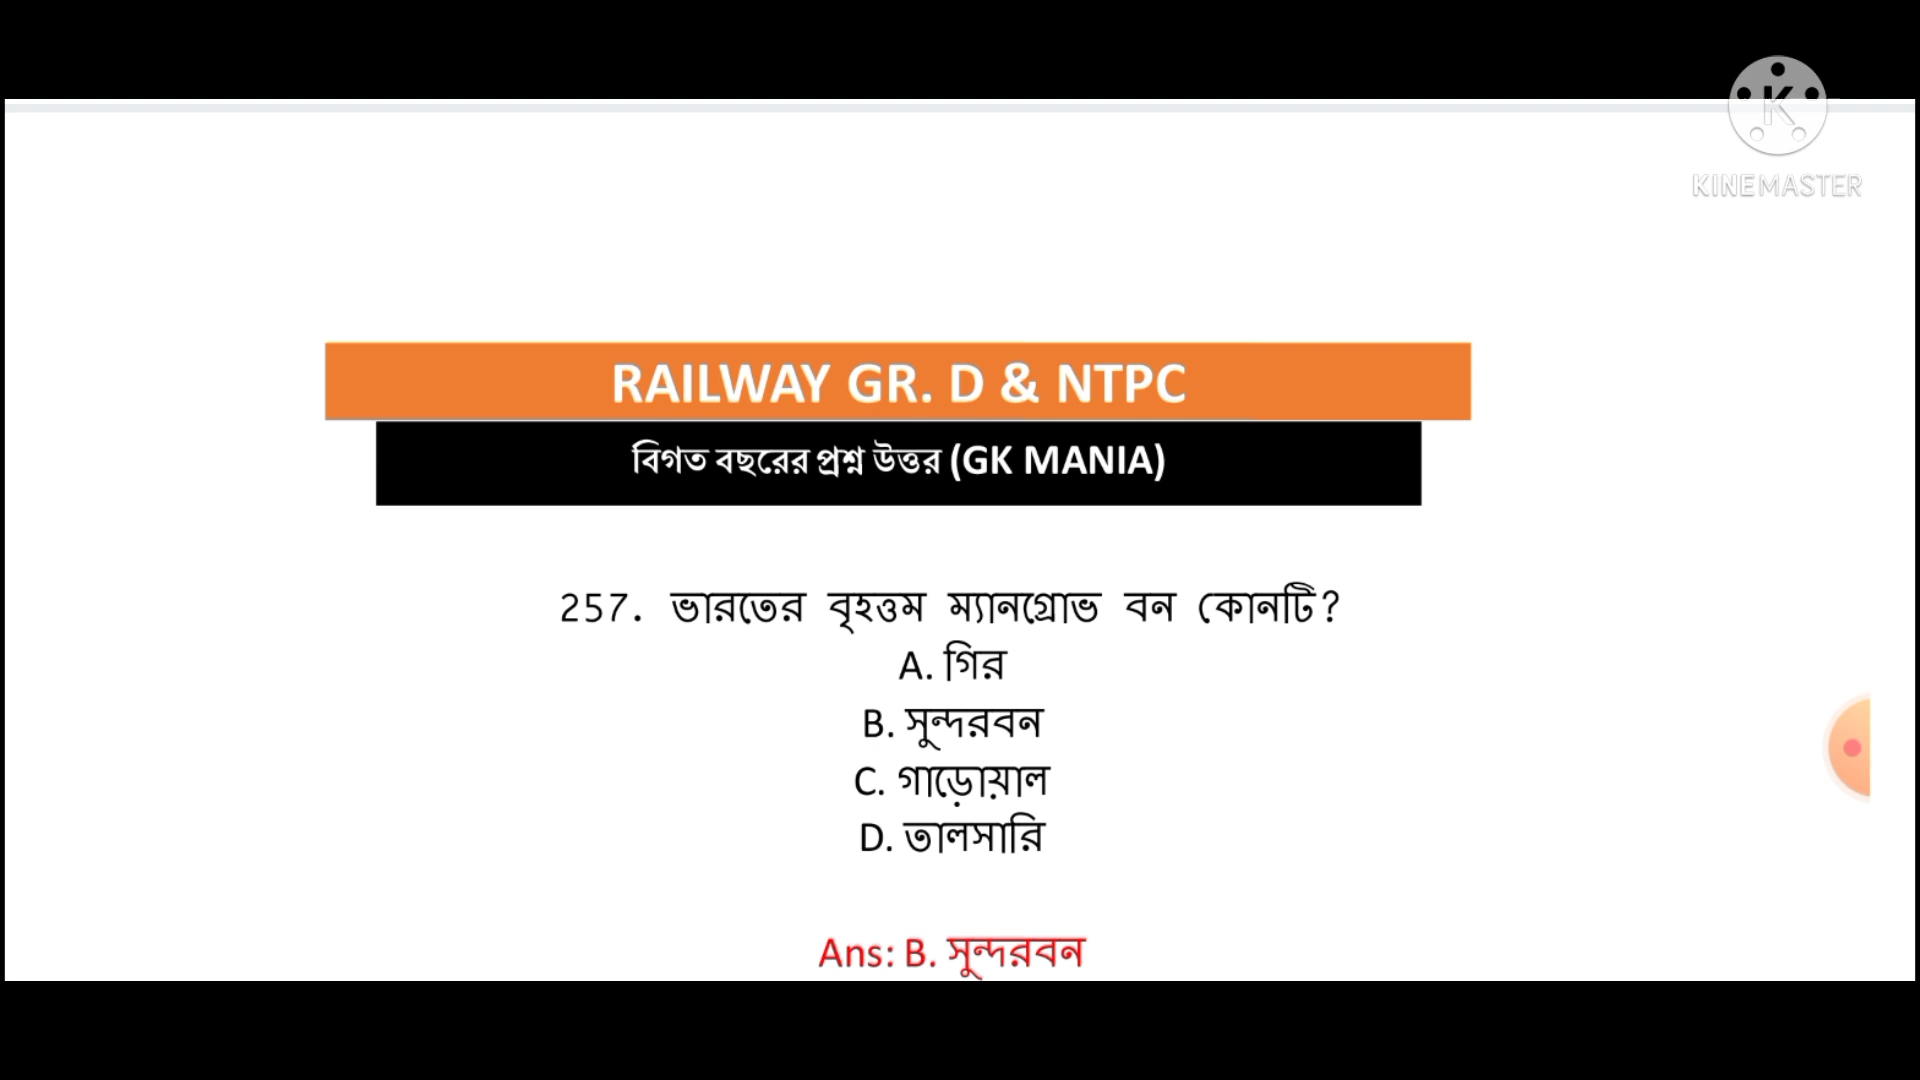 K
KINEMASTER
RAILWAY GR. D & NTPC
বিগত বছরের প্রশ্ন উত্তর (GK MANIA)
257. ভারতের বৃহত্তম ম্যানগ্রোভ বন কোনটি?
A. গির
B. সুন্দরবন
C. গাড়োয়াল
D. তালসারি
Ans: B. সুন্দরবন